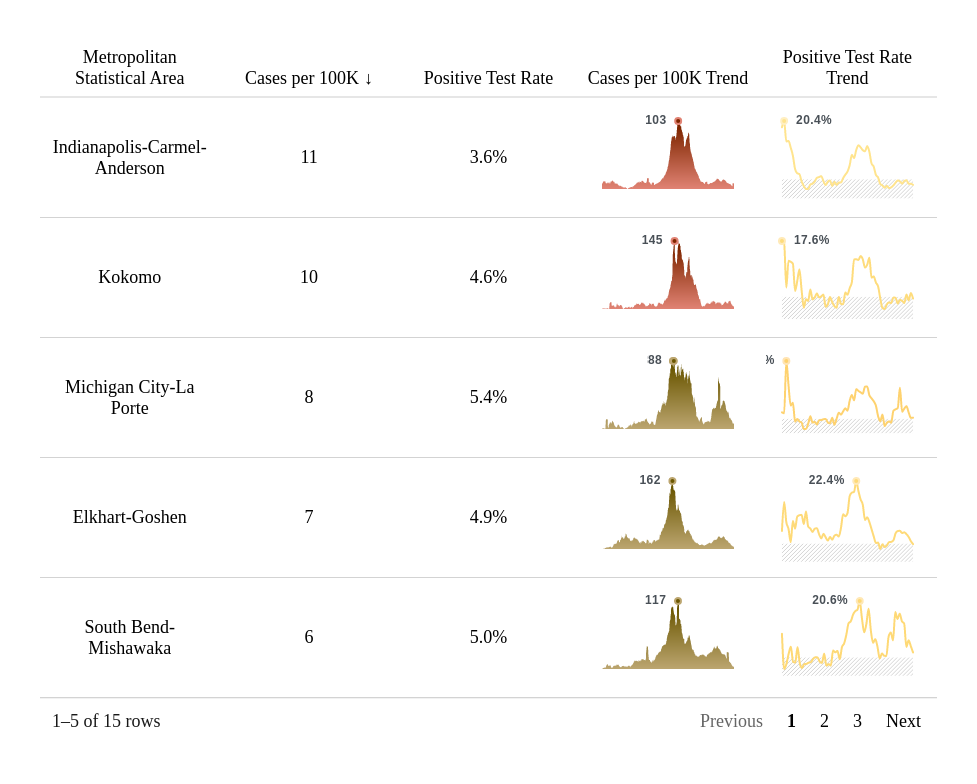 Metropolitan
Statistical Area
Cases per 100K ↓
Positive Test Rate
Cases per 100K Trend
Positive Test Rate
Trend
Indianapolis-Carmel-
Anderson
11
3.6%
103
20.4%
Kokomo
10
4.6%
145
17.6%
Michigan City-La
Porte
8
5.4%
88
%
Elkhart-Goshen
7
4.9%
162
22.4%
South Bend-
Mishawaka
6
5.0%
117
20.6%
1–5 of 15 rows
Previous 1 2 3 Next